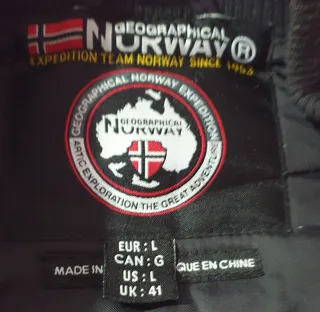 GEOGRAPHICAL
NORWAY®
EXPEDITION TEAM NORWAY SINCE 1953
GEOGRAPHICAL NORWAY EXPEDITION
GEOGRAPHICAL
NORWAY
ARTIC EXPLORATION THE GREAT ADVENTURE
EUR : L
CAN : G
US : L
UK : 41
MADE IN
QUE EN CHINE